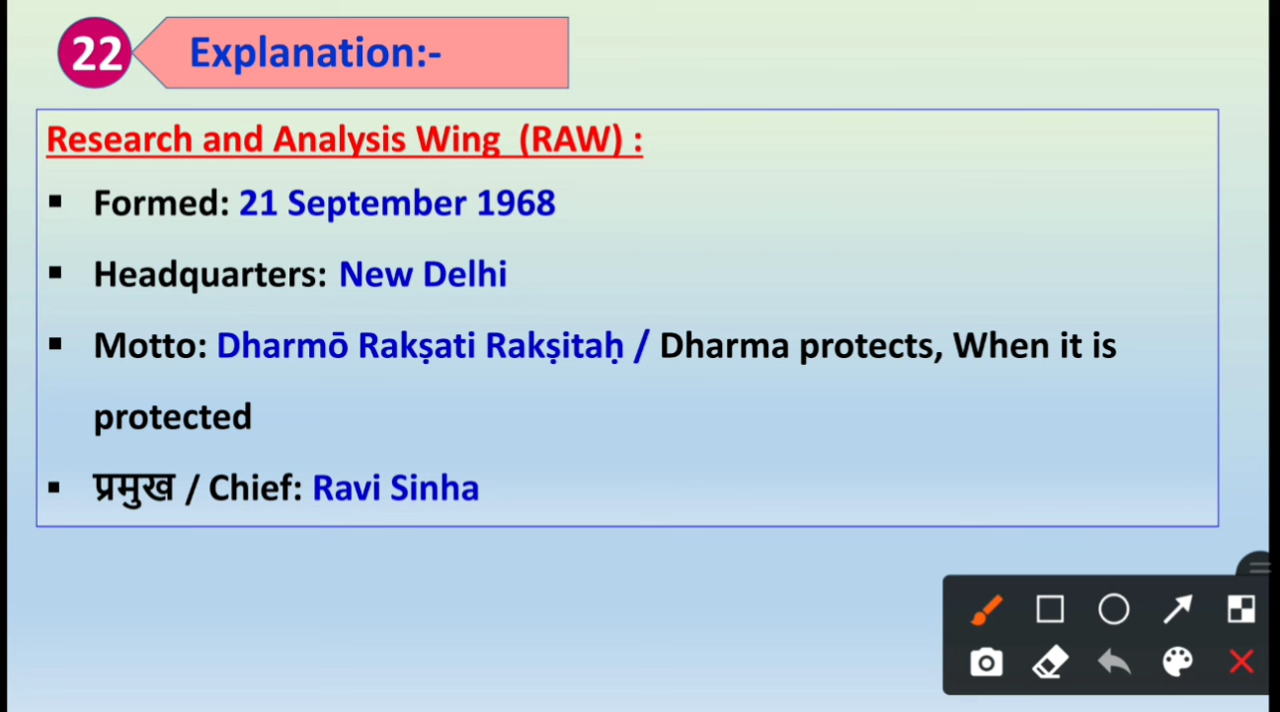 22 Explanation:-
Research and Analysis Wing (RAW) :
▪ Formed: 21 September 1968
▪ Headquarters: New Delhi
▪ Motto: Dharmō Rakṣati Rakṣitaḥ / Dharma protects, When it is
protected
▪ प्रमुख / Chief: Ravi Sinha